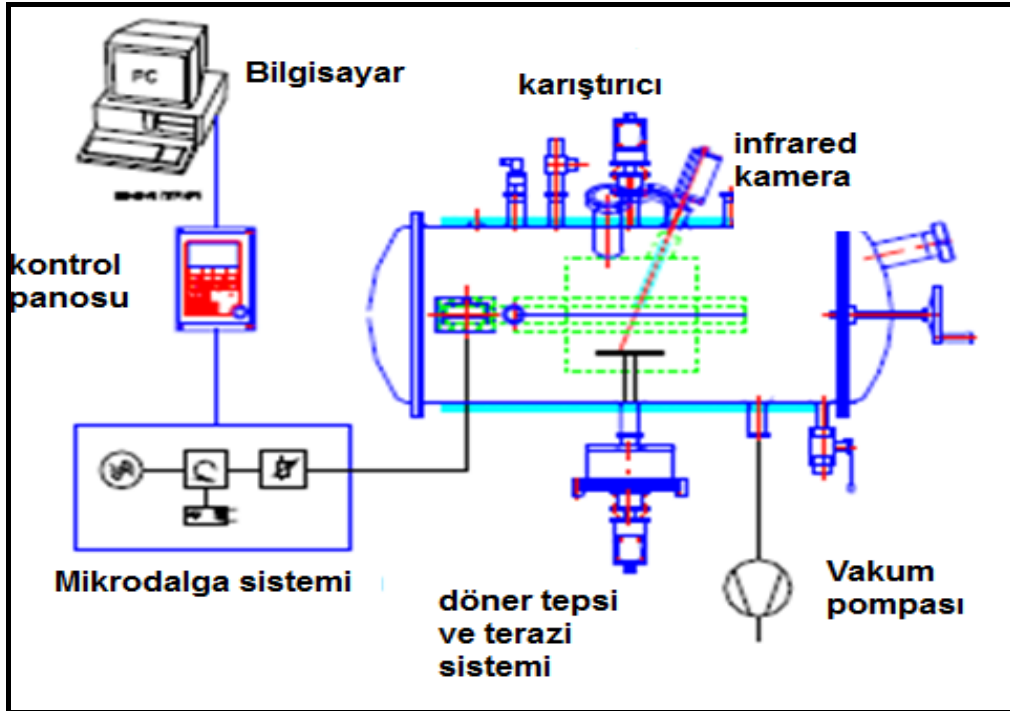 PC
Bilgisayar
karıştırıcı
infrared
kamera
kontrol
panosu
Mikrodalga sistemi
döner tepsi
ve terazi
sistemi
Vakum
pompası